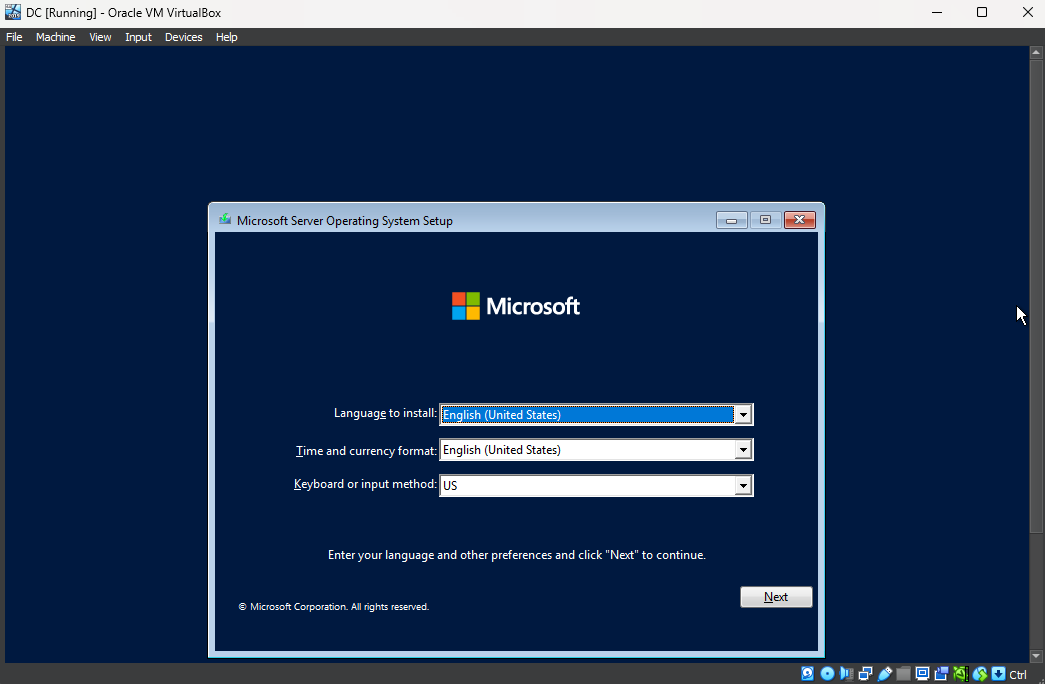 DC [Running] - Oracle VM VirtualBox
File Machine View Input Devices Help
Microsoft Server Operating System Setup
Microsoft
Language to install: English (United States)
Time and currency format: English (United States)
Keyboard or input method: US
Enter your language and other preferences and click "Next" to continue.
Next
© Microsoft Corporation. All rights reserved.
Ctrl